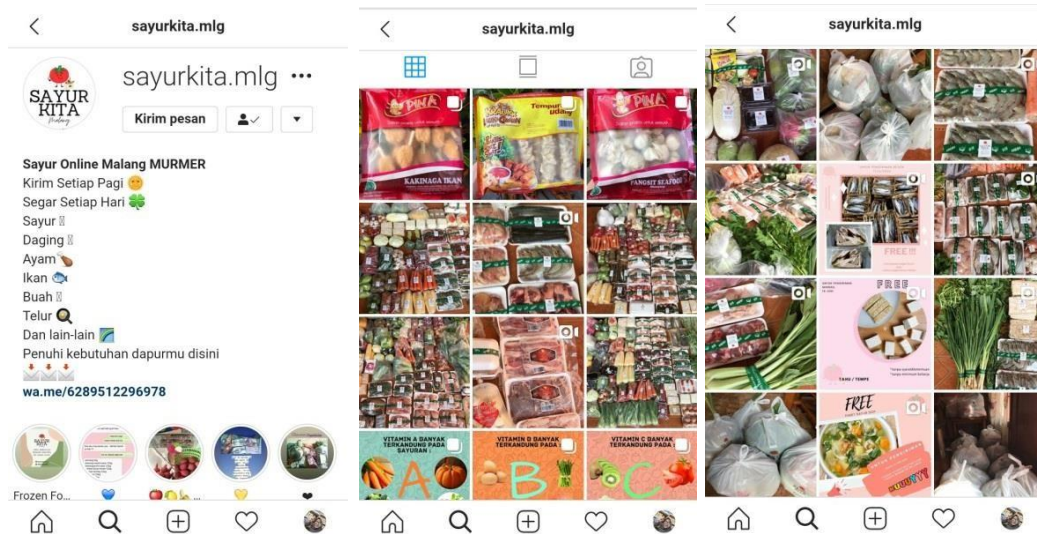 sayurkita.mlg
SAYUR
KITA
Malang
sayurkita.mlg
Kirim pesan
Sayur Online Malang MURMER
Kirim Setiap Pagi
Segar Setiap Hari
Sayur
Daging
Ayam
Ikan
Buah
Telur
Dan lain-lain
Penuhi kebutuhan dapurmu disini
wa.me/6289512296978
Frozen Fo...
sayurkita.mlg
PINA
KAKINAGA IKAN
Udang
PINA
PANGSIT SEAFOOD
VITAMIN A BANYAK
TERKANDUNG PADA
SAYURAN :
A
VITAMIN B BANYAK
TERKANDUNG PADA :
B
VITAMIN C BANYAK
TERKANDUNG PADA :
C
sayurkita.mlg
FREE !!!
FREE
TAHU / TEMPE
FREE